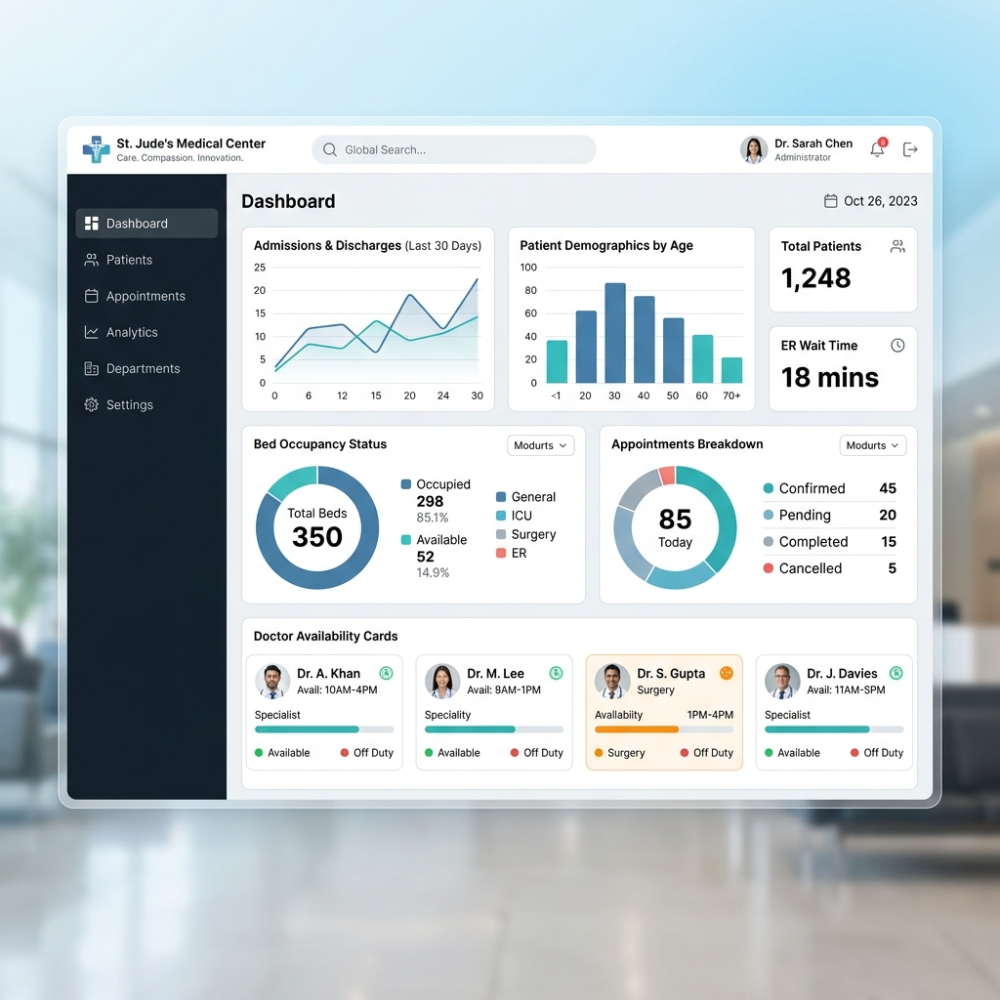 St. Jude's Medical Center
Care. Compassion. Innovation.
Global Search...
Dr. Sarah Chen
Administrator
Dashboard
Patients
Appointments
Analytics
Departments
Settings
Dashboard
Oct 26, 2023
Admissions & Discharges (Last 30 Days)
25
20
15
10
5
0
0 6 12 15 20 24 30
Patient Demographics by Age
100
80
60
40
20
0
<1 20 30 40 50 60 70+
Total Patients
1,248
ER Wait Time
18 mins
Bed Occupancy Status
Modurts
Total Beds
350
Occupied
298
85.1%
Available
52
14.9%
General
ICU
Surgery
ER
Appointments Breakdown
Modurts
85
Today
Confirmed 45
Pending 20
Completed 15
Cancelled 5
Doctor Availability Cards
Dr. A. Khan
Avail: 10AM-4PM
Specialist
Available Off Duty
Dr. M. Lee
Avail: 9AM-1PM
Speciality
Available Off Duty
Dr. S. Gupta
Surgery
Availabiity 1PM-4PM
Surgery Off Duty
Dr. J. Davies
Avail: 11AM-SPM
Specialist
Available Off Duty